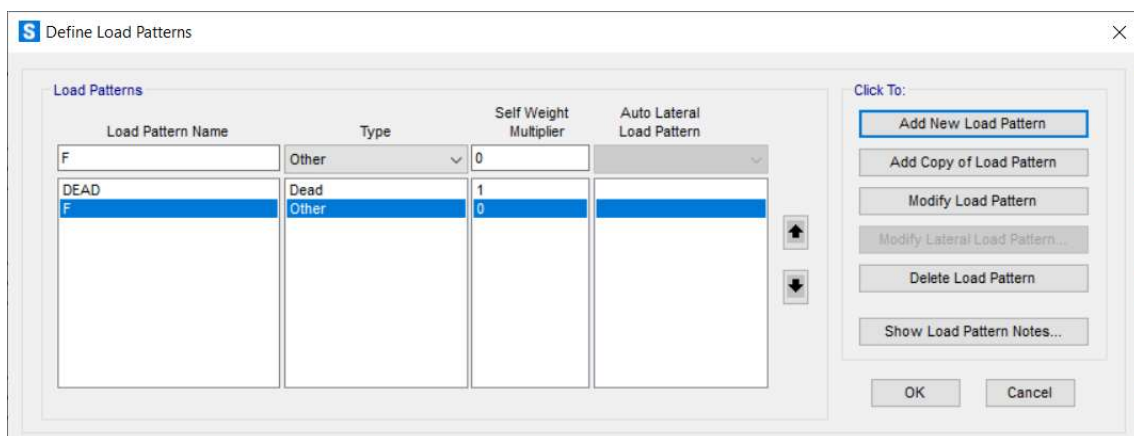 S Define Load Patterns
Load Patterns
Click To:
Load Pattern Name
Type
Self Weight
Multiplier
Auto Lateral
Load Pattern
F
Other
0
DEAD
Dead
1
F
Other
0
Add New Load Pattern
Add Copy of Load Pattern
Modify Load Pattern
Modify Lateral Load Pattern...
Delete Load Pattern
Show Load Pattern Notes...
OK
Cancel